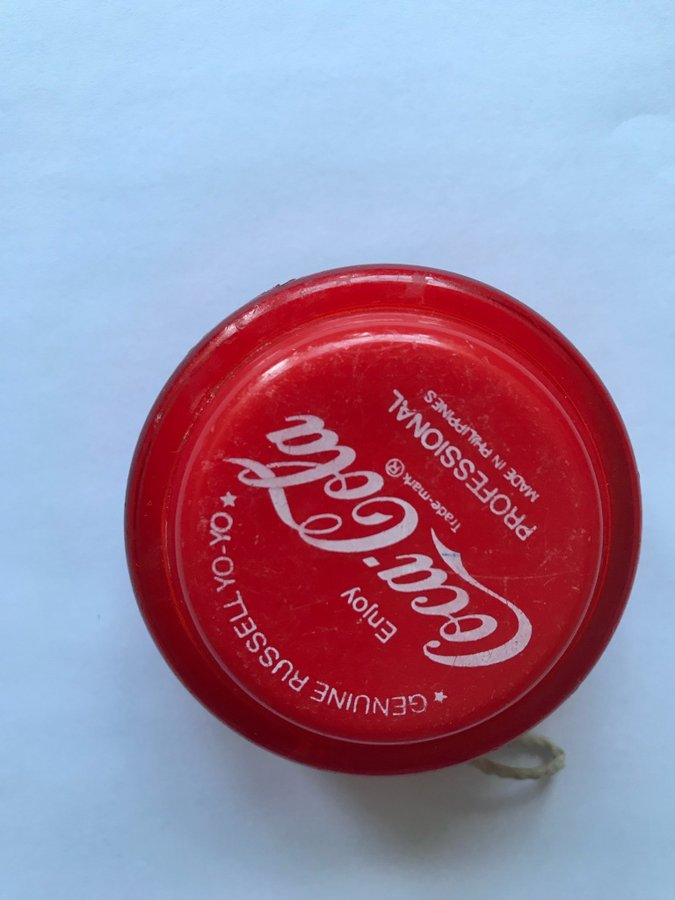 ★ GENUINE RUSSELL YO-YO ★
Enjoy
Coca-Cola
Trade-mark ®
PROFESSIONAL
MADE IN PHILIPPINES